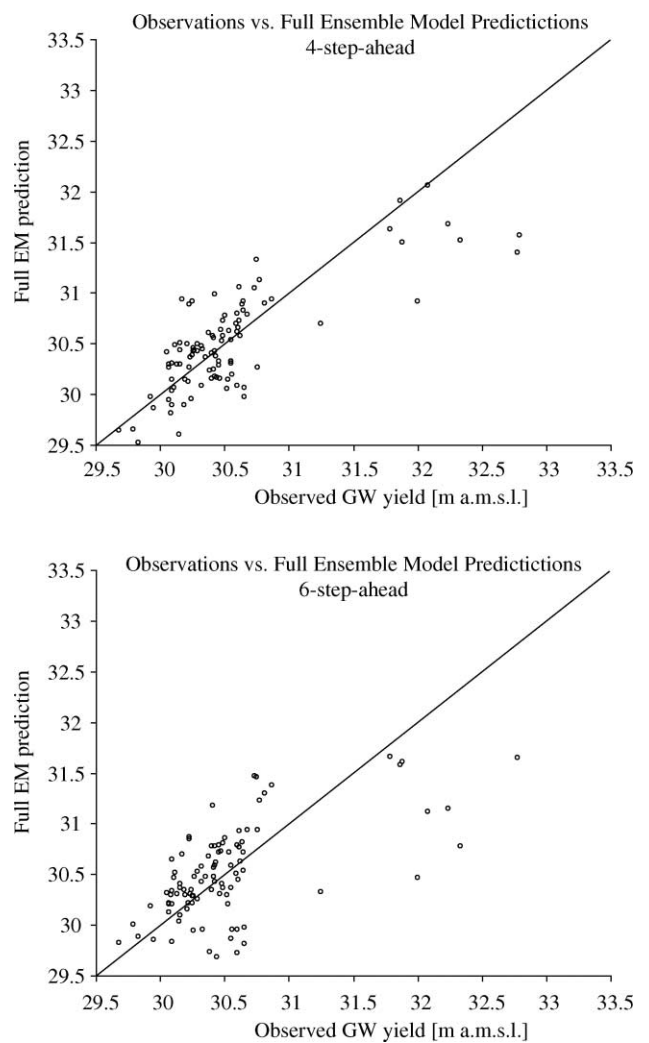 Observations vs. Full Ensemble Model Predictictions
4-step-ahead
33.5
33
32.5
32
31.5
31
30.5
30
29.5
Full EM prediction
29.5 30 30.5 31 31.5 32 32.5 33 33.5
Observed GW yield [m a.m.s.l.]
Observations vs. Full Ensemble Model Predictictions
6-step-ahead
33.5
33
32.5
32
31.5
31
30.5
30
29.5
Full EM prediction
29.5 30 30.5 31 31.5 32 32.5 33 33.5
Observed GW yield [m a.m.s.l.]